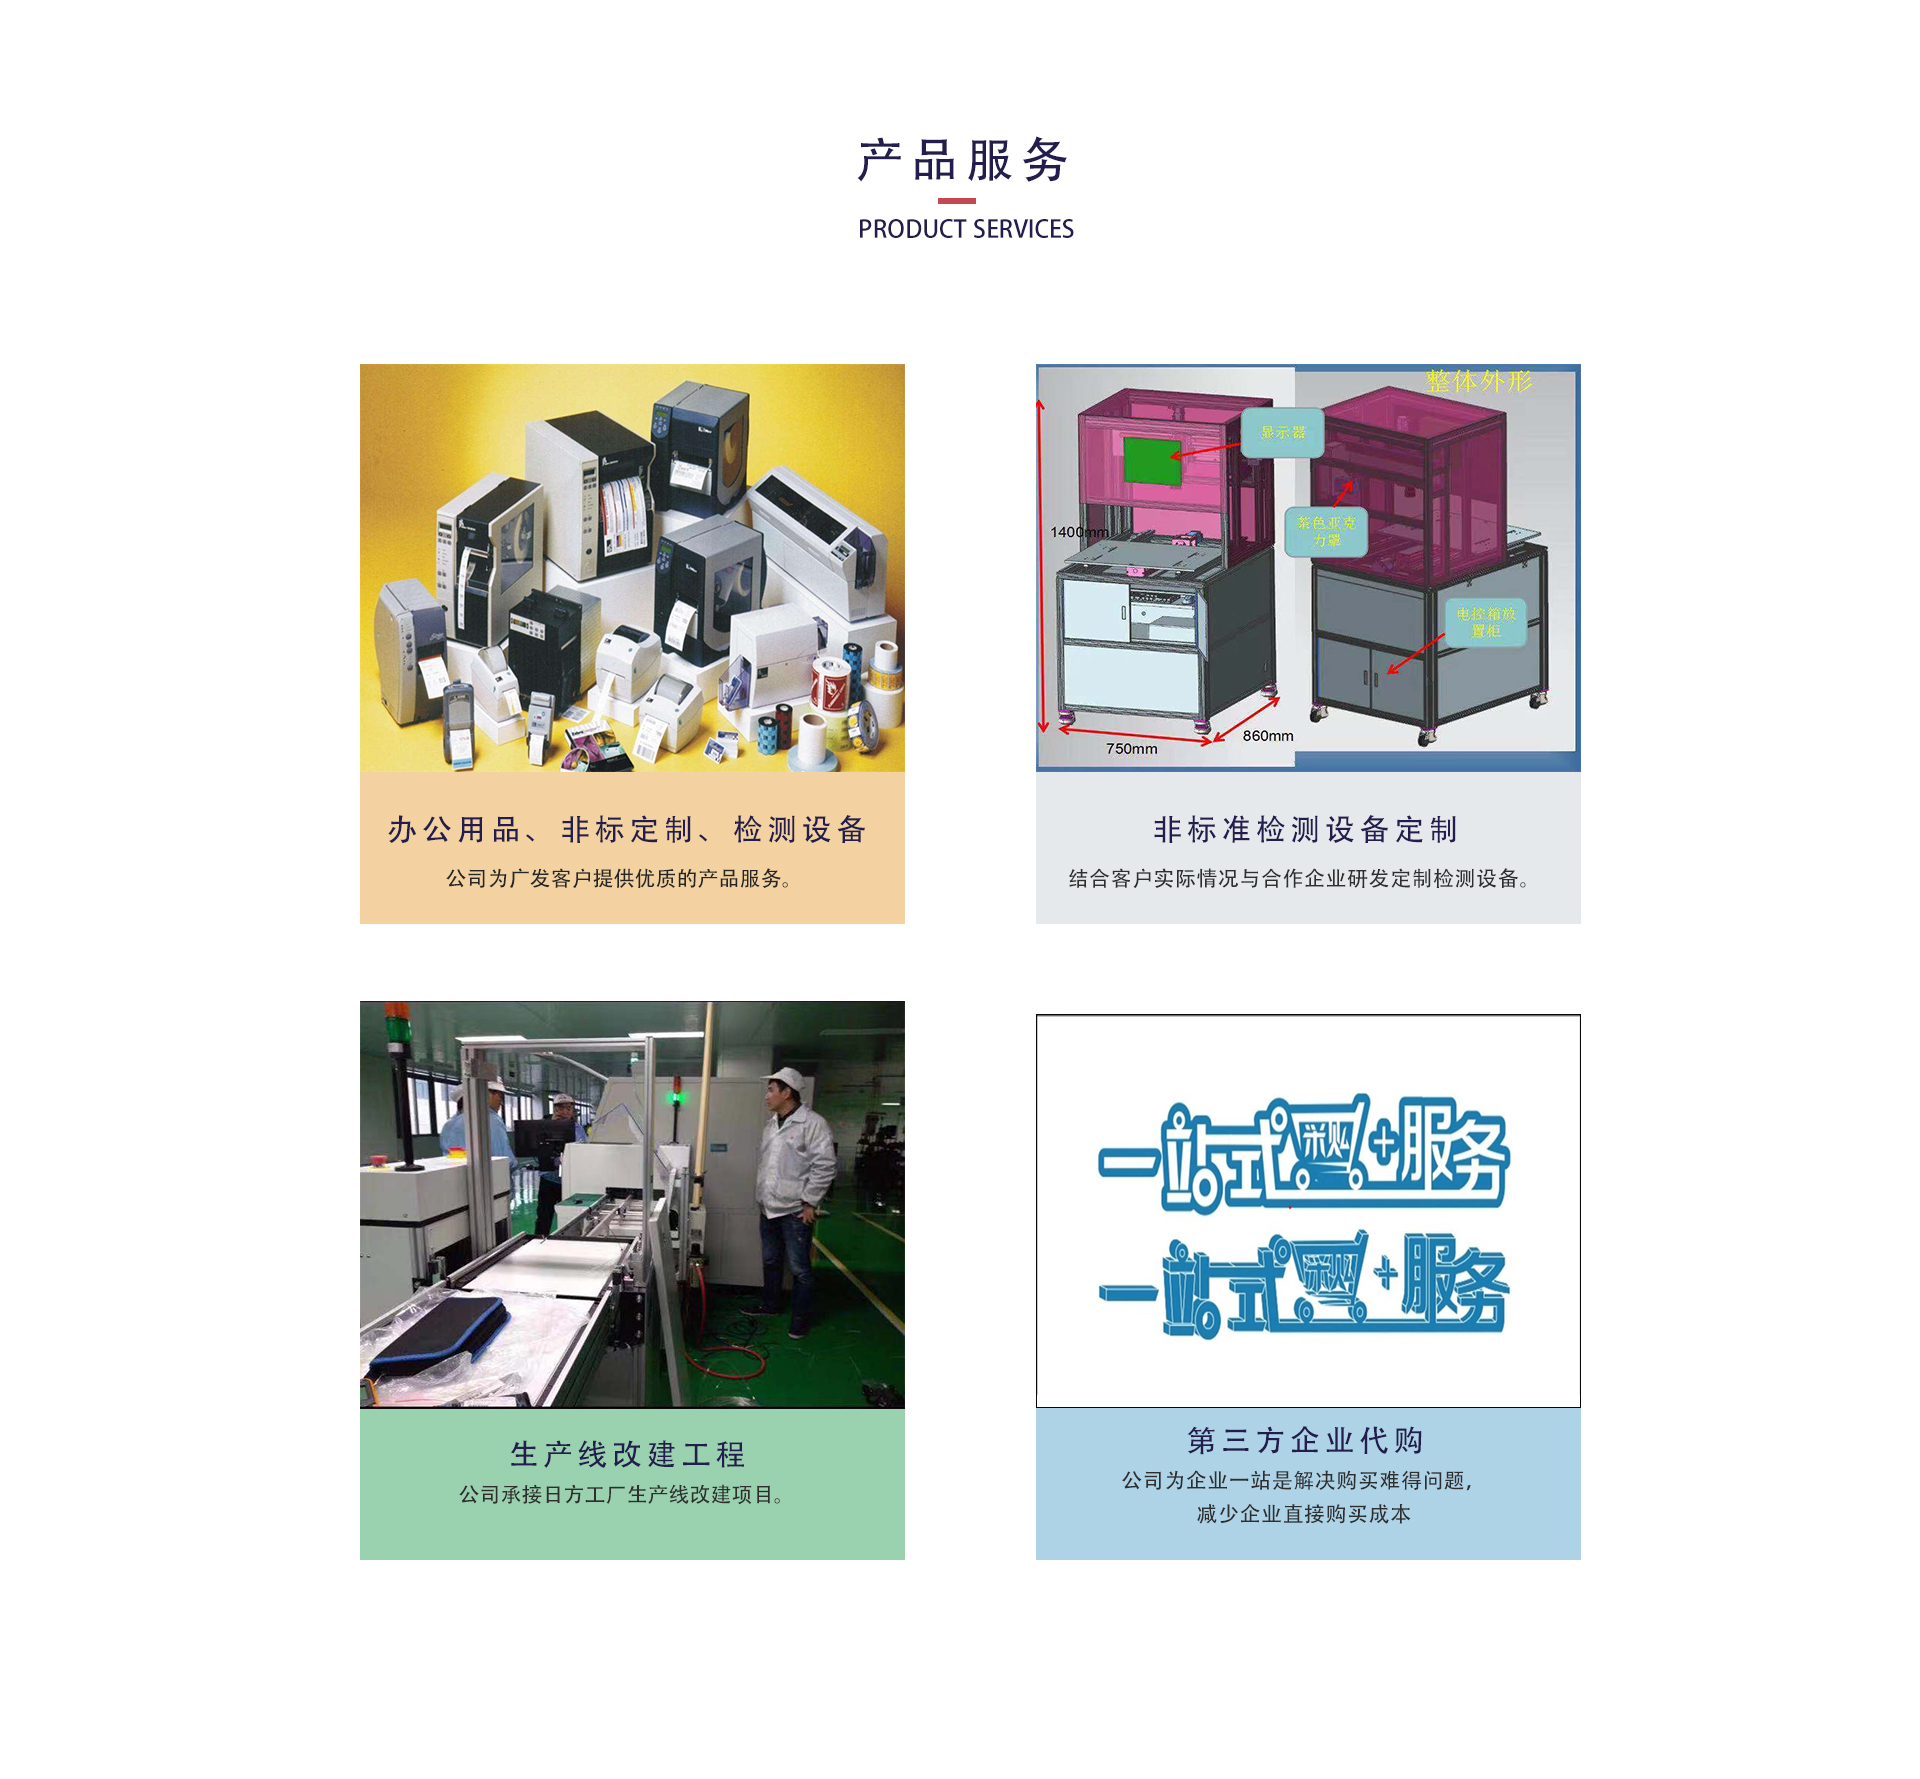 产品服务
PRODUCT SERVICES
整体外形
显示器
茶色亚克
力罩
1400mm
电控箱放
置柜
860mm
750mm
办公用品、非标定制、检测设备
公司为广发客户提供优质的产品服务。
非标准检测设备定制
结合客户实际情况与合作企业研发定制检测设备。
一站式采购+服务
一站式采购+服务
生产线改建工程
公司承接日方工厂生产线改建项目。
第三方企业代购
公司为企业一站是解决购买难得问题,
减少企业直接购买成本